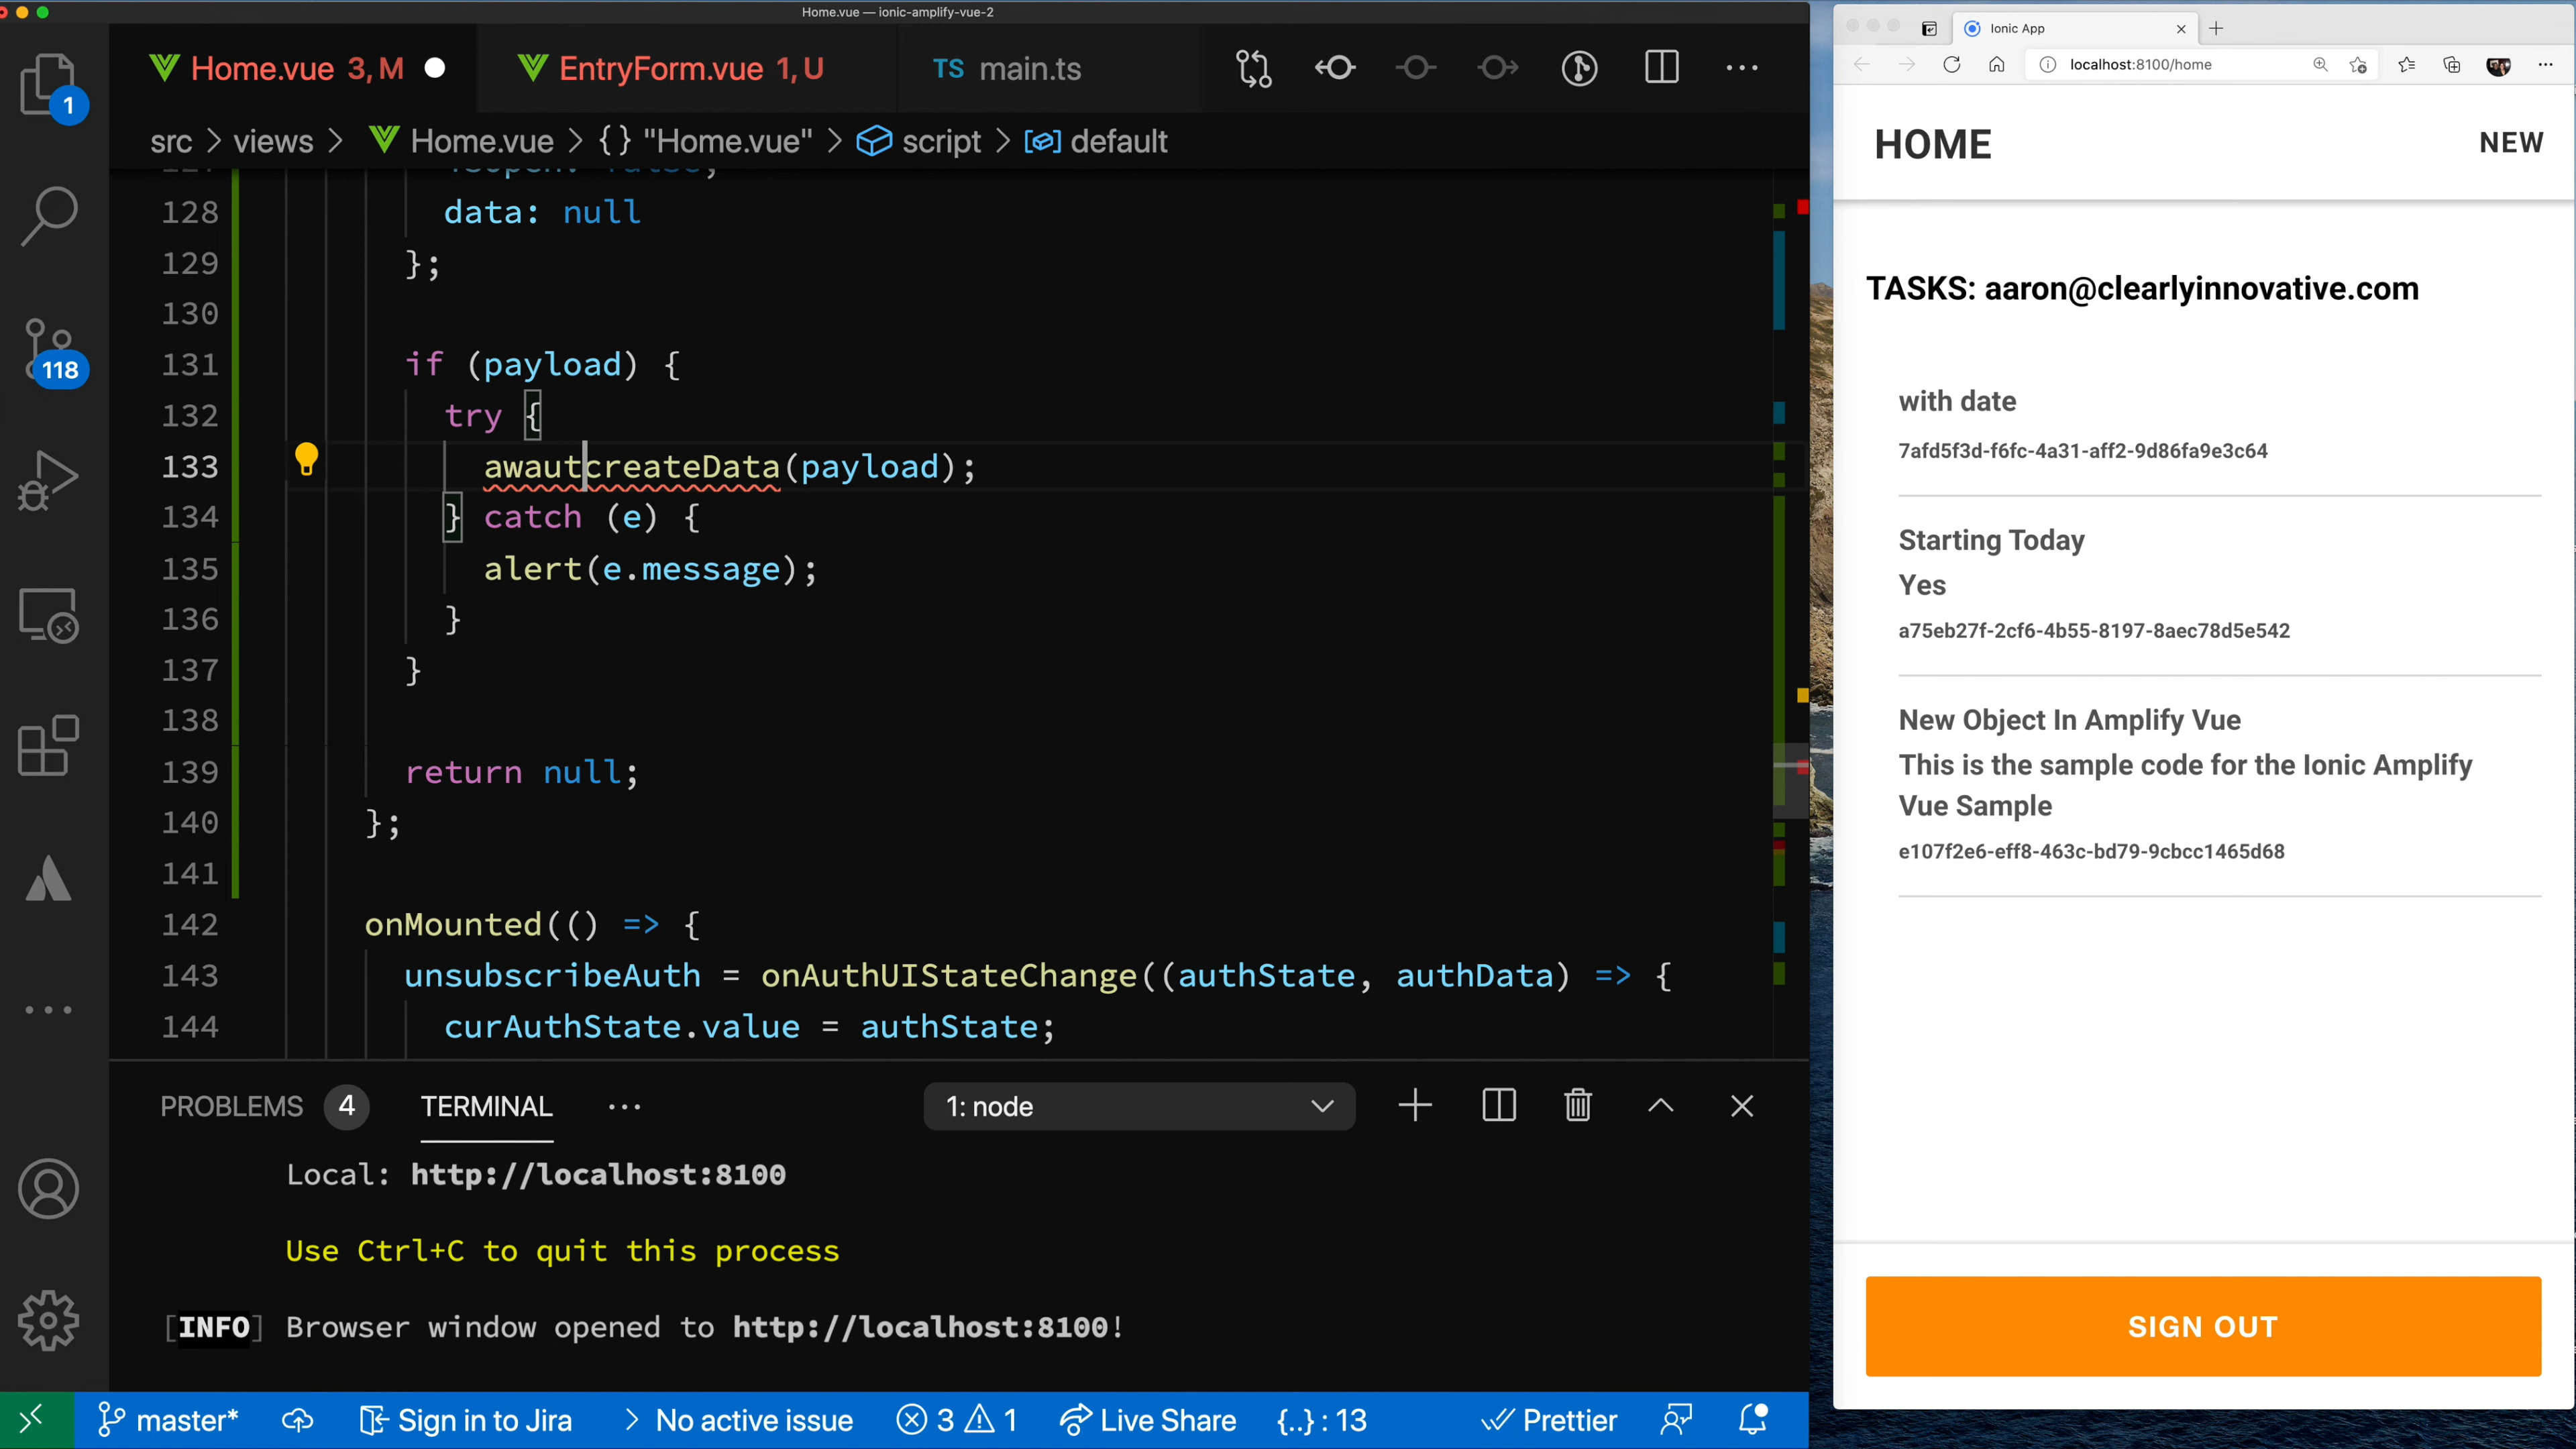 Home.vue — ionic-amplify-vue-2
Home.vue 3, M
EntryForm.vue 1, U
TS main.ts
1
src > views > Home.vue > {} "Home.vue" > script > default
128 data: null
129 };
130
131 if (payload) {
132 try {
133 awautcreateData(payload);
134 } catch (e) {
135 alert(e.message);
136 }
137 }
138
139 return null;
140 };
141
142 onMounted(() => {
143 unsubscribeAuth = onAuthUIStateChange((authState, authData) => {
144 curAuthState.value = authState;
118
PROBLEMS 4 TERMINAL ···
1: node
Local: http://localhost:8100
Use Ctrl+C to quit this process
[INFO] Browser window opened to http://localhost:8100!
master*
Sign in to Jira
No active issue
3 1
Live Share
{..} : 13
Prettier
Ionic App
localhost:8100/home
HOME
NEW
TASKS: aaron@clearlyinnovative.com
with date
7afd5f3d-f6fc-4a31-aff2-9d86fa9e3c64
Starting Today
Yes
a75eb27f-2cf6-4b55-8197-8aec78d5e542
New Object In Amplify Vue
This is the sample code for the Ionic Amplify
Vue Sample
e107f2e6-eff8-463c-bd79-9cbcc1465d68
SIGN OUT